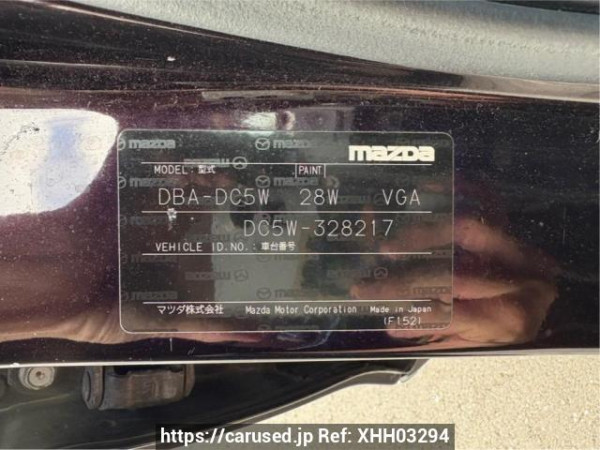 mazda
MODEL : 型式 PAINT
DBA-DC5W 28W VGA
DC5W-328217
VEHICLE ID.NO.: 車台番号
マツダ株式会社 Mazda Motor Corporation : Made in Japan
(F152)
https://carused.jp Ref: XHH03294